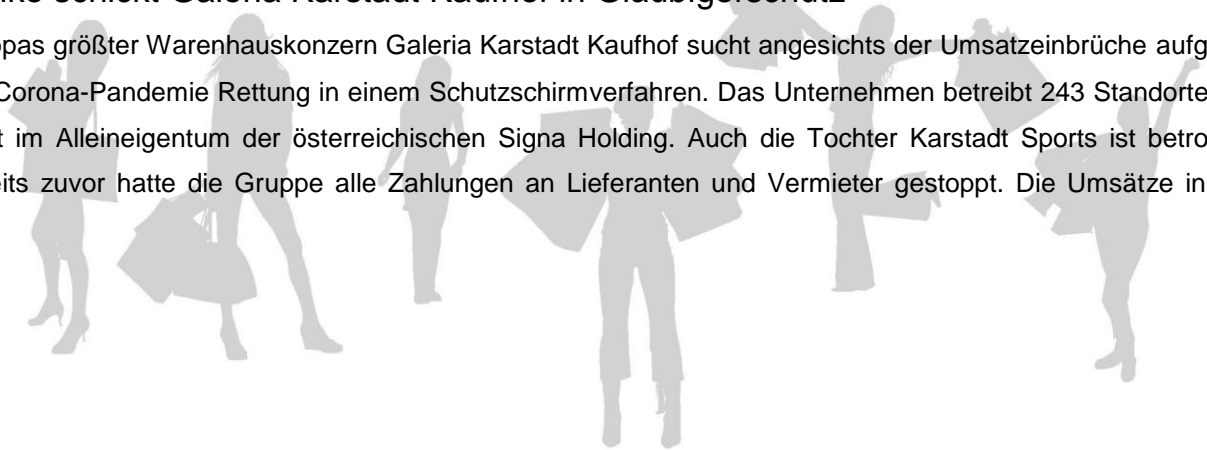 schickt Galeria Karstadt Kaufhof in Gläubigerschutz
opas größter Warenhauskonzern Galeria Karstadt Kaufhof sucht angesichts der Umsatzeinbrüche aufg
Corona-Pandemie Rettung in einem Schutzschirmverfahren. Das Unternehmen betreibt 243 Standorte
t im Alleineigentum der österreichischen Signa Holding. Auch die Tochter Karstadt Sports ist betro
its zuvor hatte die Gruppe alle Zahlungen an Lieferanten und Vermieter gestoppt. Die Umsätze in